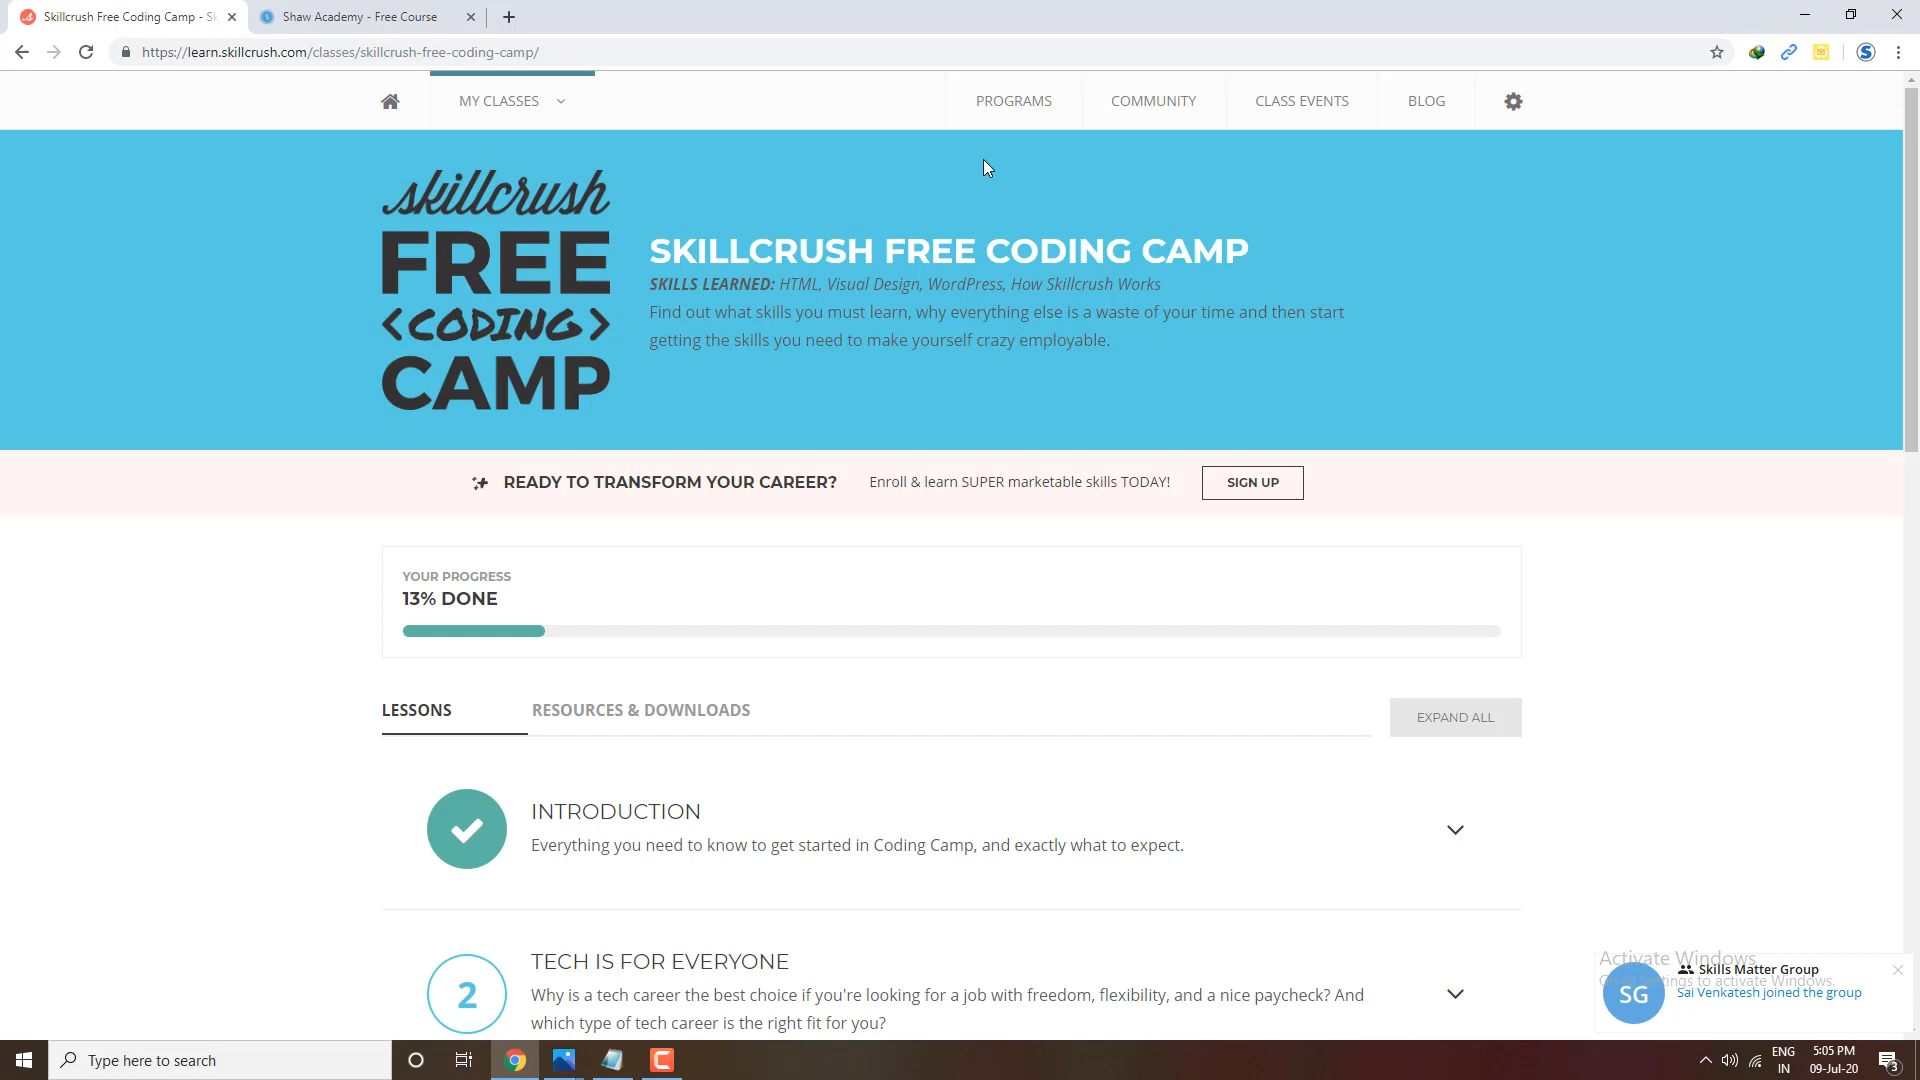 Skillcrush Free Coding Camp - Sk
Shaw Academy - Free Course
https://learn.skillcrush.com/classes/skillcrush-free-coding-camp/
MY CLASSES
PROGRAMS
COMMUNITY
CLASS EVENTS
BLOG
skillcrush
FREE
<CODING>
CAMP
SKILLCRUSH FREE CODING CAMP
SKILLS LEARNED: HTML, Visual Design, WordPress, How Skillcrush Works
Find out what skills you must learn, why everything else is a waste of your time and then start
getting the skills you need to make yourself crazy employable.
READY TO TRANSFORM YOUR CAREER?
Enroll & learn SUPER marketable skills TODAY!
SIGN UP
YOUR PROGRESS
13% DONE
LESSONS
RESOURCES & DOWNLOADS
EXPAND ALL
INTRODUCTION
Everything you need to know to get started in Coding Camp, and exactly what to expect.
2
TECH IS FOR EVERYONE
Why is a tech career the best choice if you're looking for a job with freedom, flexibility, and a nice paycheck? And
which type of tech career is the right fit for you?
Activate Windows
tings to activate Windows.
SG
Skills Matter Group
Sai Venkatesh joined the group
Type here to search
ENG
IN
5:05 PM
09-Jul-20
3